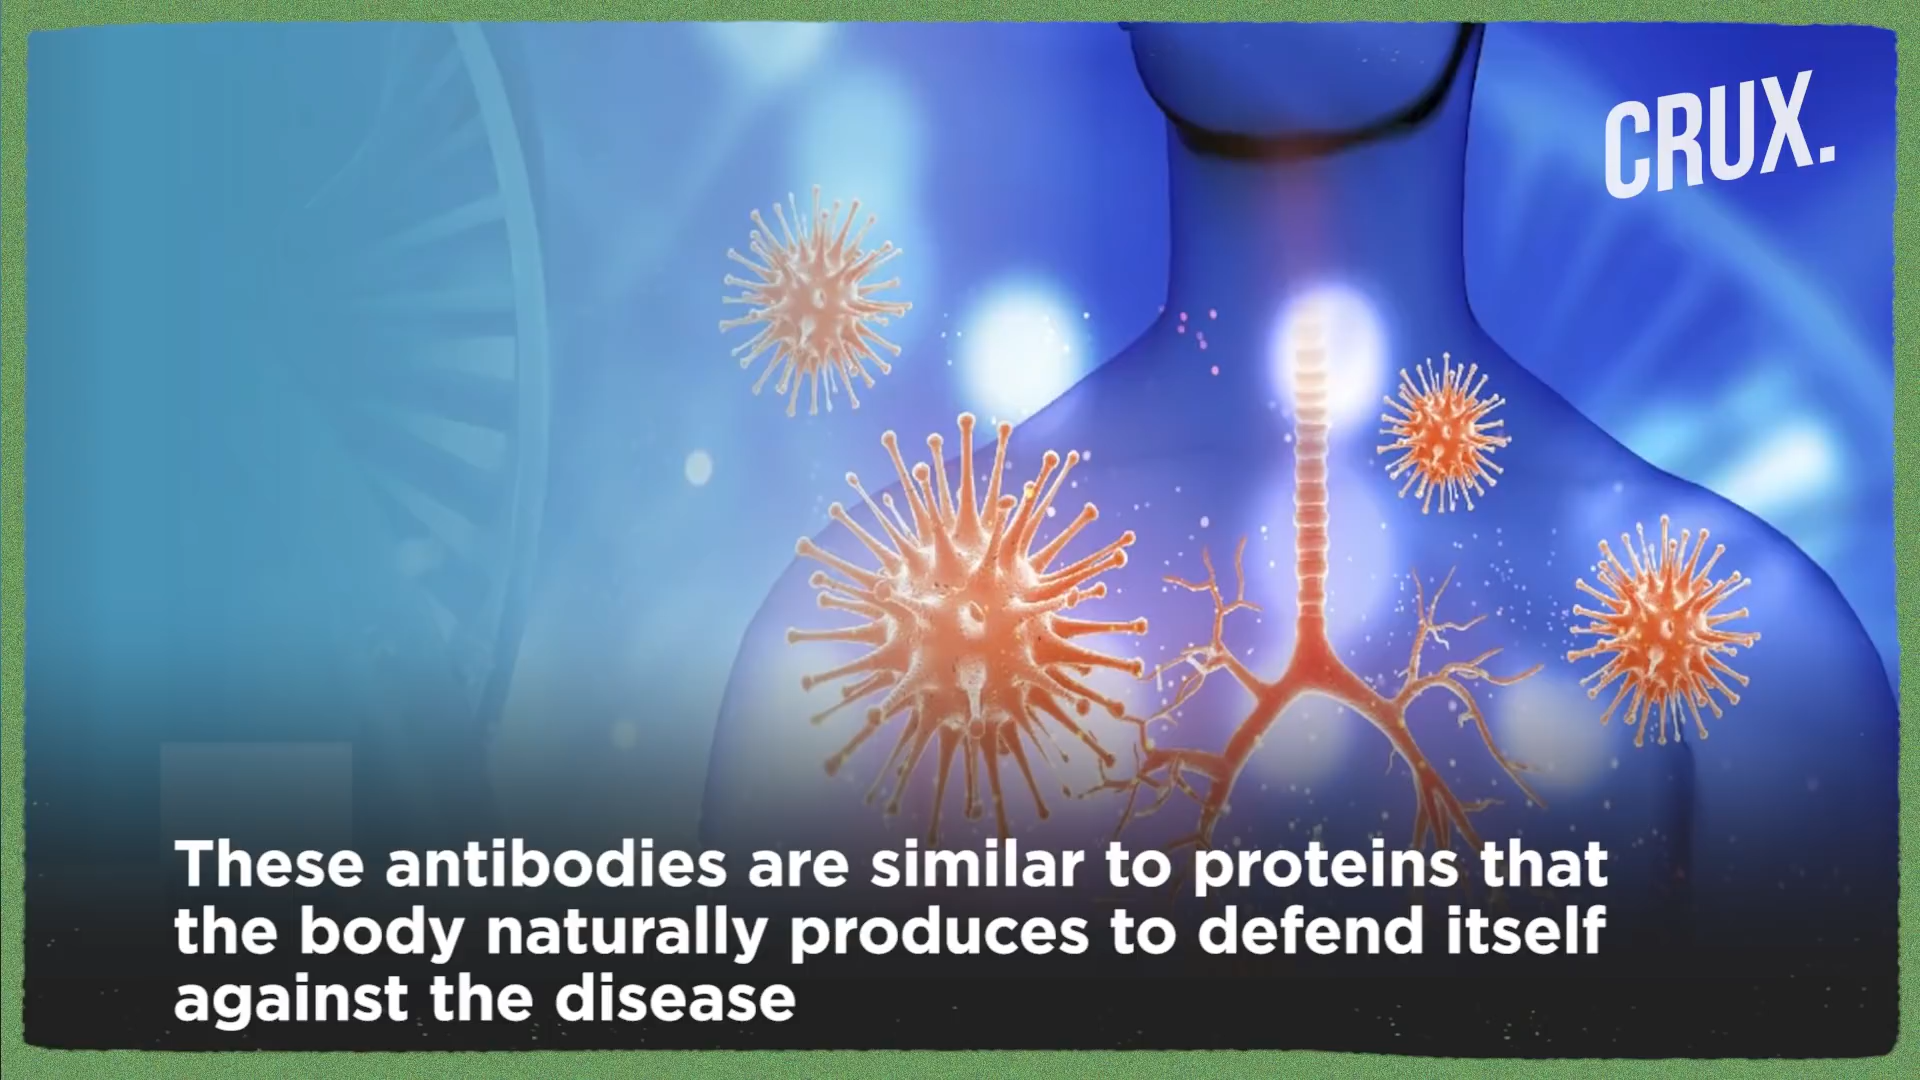 CRUX.
These antibodies are similar to proteins that
the body naturally produces to defend itself
against the disease